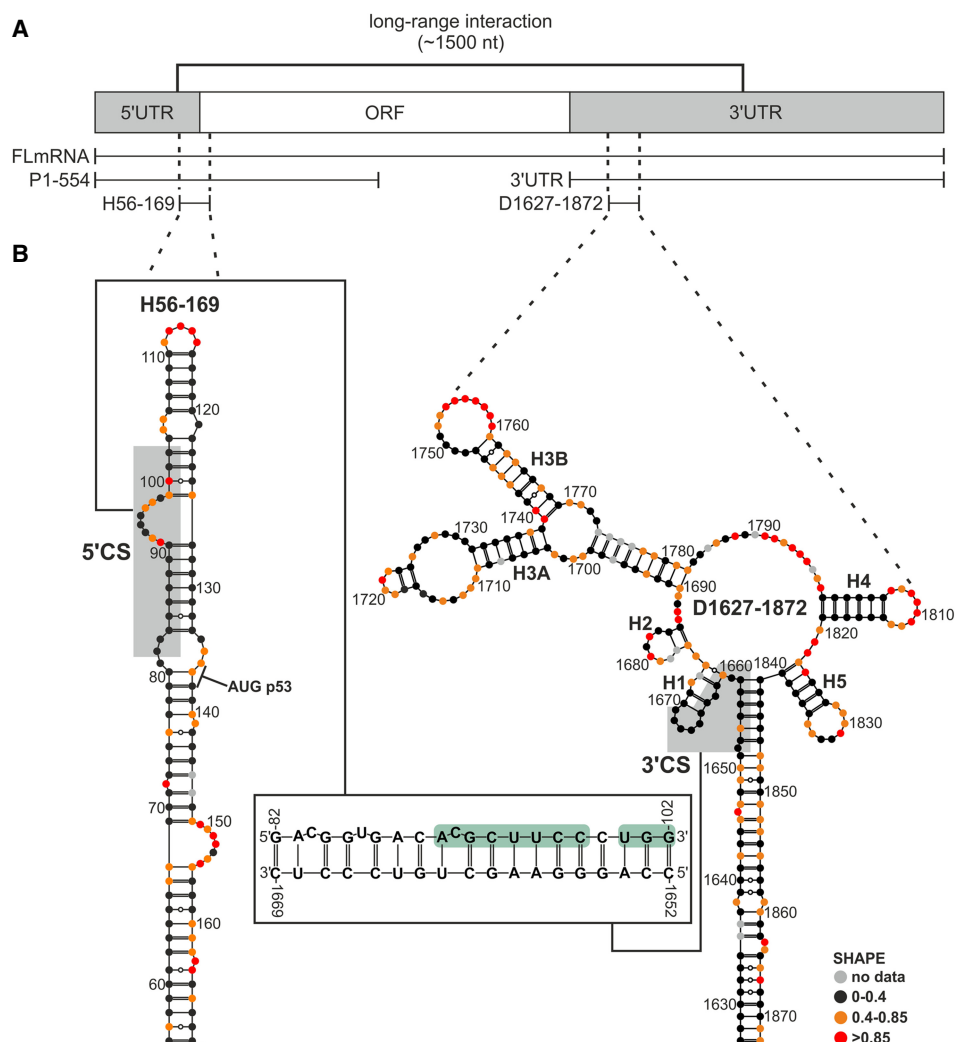 A
long-range interaction
(~1500 nt)
5'UTR ORF 3'UTR
FLmRNA
P1-554 3'UTR
H56-169 D1627-1872
B
H56-169
110
120
100
5'CS
90
130
80
AUG p53
140
70
150
160
60
1760
1750
H3B
1770
1740
1730
1720
H3A
1710
1700
1780
1790
1690
D1627-1872
H4
1810
1820
H2
1680
H1
1670
1660
1840
H5
1830
3'CS
1650
1850
1640
1860
1630
1870
82 102
5' G A C G G U G A C A C G C U U C C C U G G 3'
3' C U C C C U G U C G A A G G G A C C 5'
1669 1652
SHAPE
no data
0-0.4
0.4-0.85
>0.85